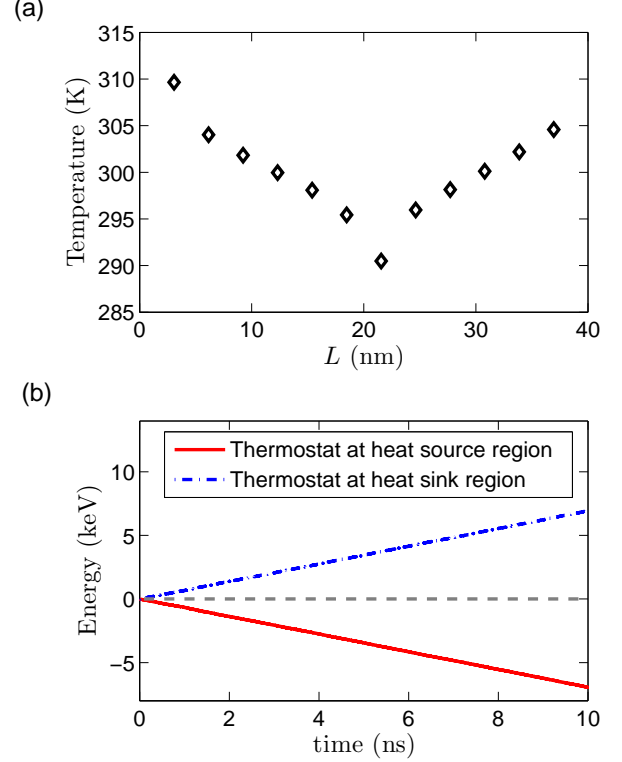 (a)
315
310
305
300
295
290
285
Temperature (K)
0 10 20 30 40
L (nm)
(b)
Thermostat at heat source region
Thermostat at heat sink region
10
5
0
−5
Energy (keV)
0 2 4 6 8 10
time (ns)